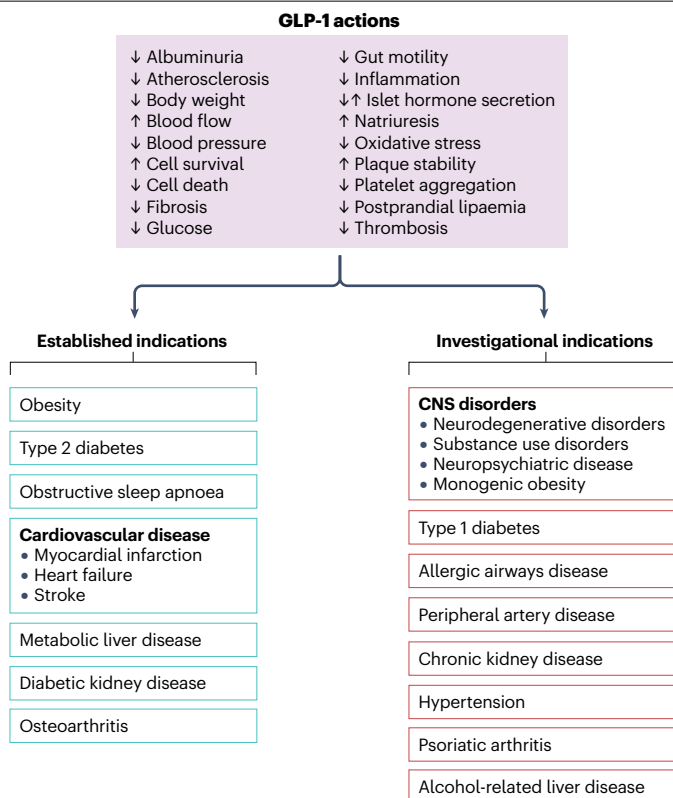 GLP-1 actions
↓ Albuminuria
↓ Atherosclerosis
↓ Body weight
↑ Blood flow
↓ Blood pressure
↑ Cell survival
↓ Cell death
↓ Fibrosis
↓ Glucose
↓ Gut motility
↓ Inflammation
↓↑ Islet hormone secretion
↑ Natriuresis
↓ Oxidative stress
↑ Plaque stability
↓ Platelet aggregation
↓ Postprandial lipaemia
↓ Thrombosis
Established indications
Obesity
Type 2 diabetes
Obstructive sleep apnoea
Cardiovascular disease
• Myocardial infarction
• Heart failure
• Stroke
Metabolic liver disease
Diabetic kidney disease
Osteoarthritis
Investigational indications
CNS disorders
• Neurodegenerative disorders
• Substance use disorders
• Neuropsychiatric disease
• Monogenic obesity
Type 1 diabetes
Allergic airways disease
Peripheral artery disease
Chronic kidney disease
Hypertension
Psoriatic arthritis
Alcohol-related liver disease